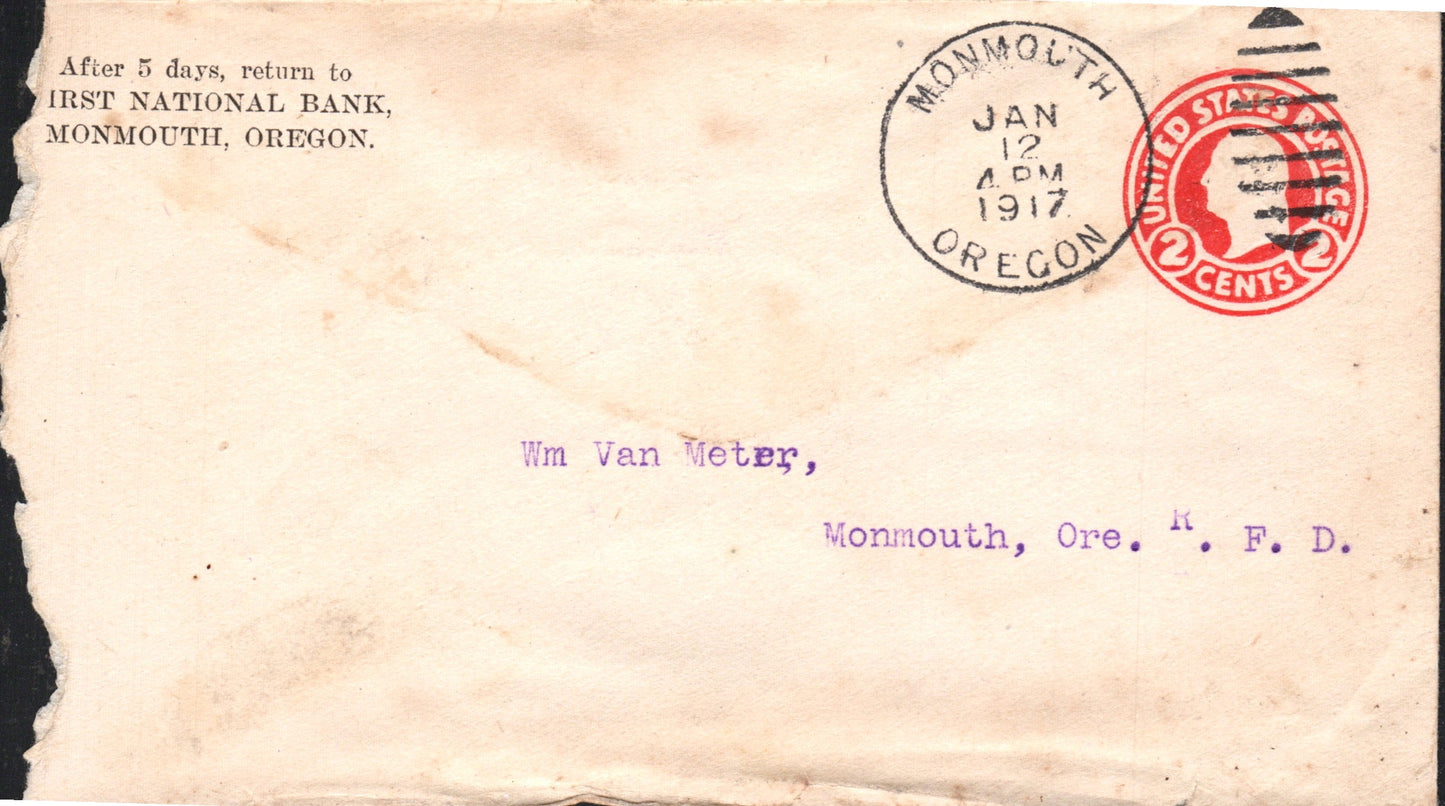 After 5 days, return to
IRST NATIONAL BANK,
MONMOUTH, OREGON.
MONMOUTH
JAN
12
4 PM
1917
OREGON
UNITED STATES POSTAGE
2 CENTS 2
Wm Van Meter,
Monmouth, Ore. R. F. D.